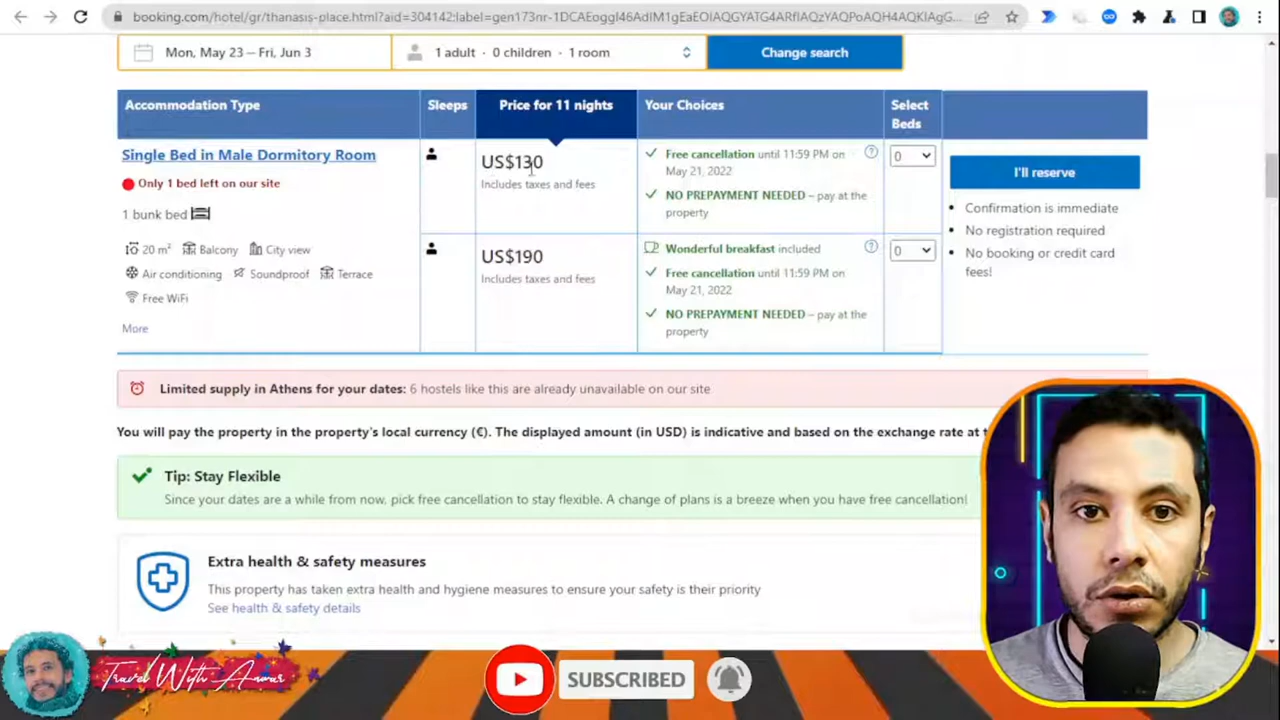 booking.com/hotel/gr/thanasis-place.html?aid=304142;label=gen173nr-1DCAEoggI46AdIM1gEaEOIAQGYATG4ARfIAQzYAQPoAQH4AQKIAgG...
Mon, May 23 — Fri, Jun 3
1 adult · 0 children · 1 room
Change search
Accommodation Type
Sleeps
Price for 11 nights
Your Choices
Select
Beds
Single Bed in Male Dormitory Room
Only 1 bed left on our site
1 bunk bed
20 m²
Balcony
City view
Air conditioning
Soundproof
Terrace
Free WiFi
More
US$130
Includes taxes and fees
Free cancellation until 11:59 PM on
May 21, 2022
NO PREPAYMENT NEEDED – pay at the
property
0
US$190
Includes taxes and fees
Wonderful breakfast included
Free cancellation until 11:59 PM on
May 21, 2022
NO PREPAYMENT NEEDED – pay at the
property
0
I'll reserve
• Confirmation is immediate
• No registration required
• No booking or credit card
fees!
Limited supply in Athens for your dates: 6 hostels like this are already unavailable on our site
You will pay the property in the property's local currency (€). The displayed amount (in USD) is indicative and based on the exchange rate at
Tip: Stay Flexible
Since your dates are a while from now, pick free cancellation to stay flexible. A change of plans is a breeze when you have free cancellation!
Extra health & safety measures
This property has taken extra health and hygiene measures to ensure your safety is their priority
See health & safety details
Travel With Anwar
SUBSCRIBED